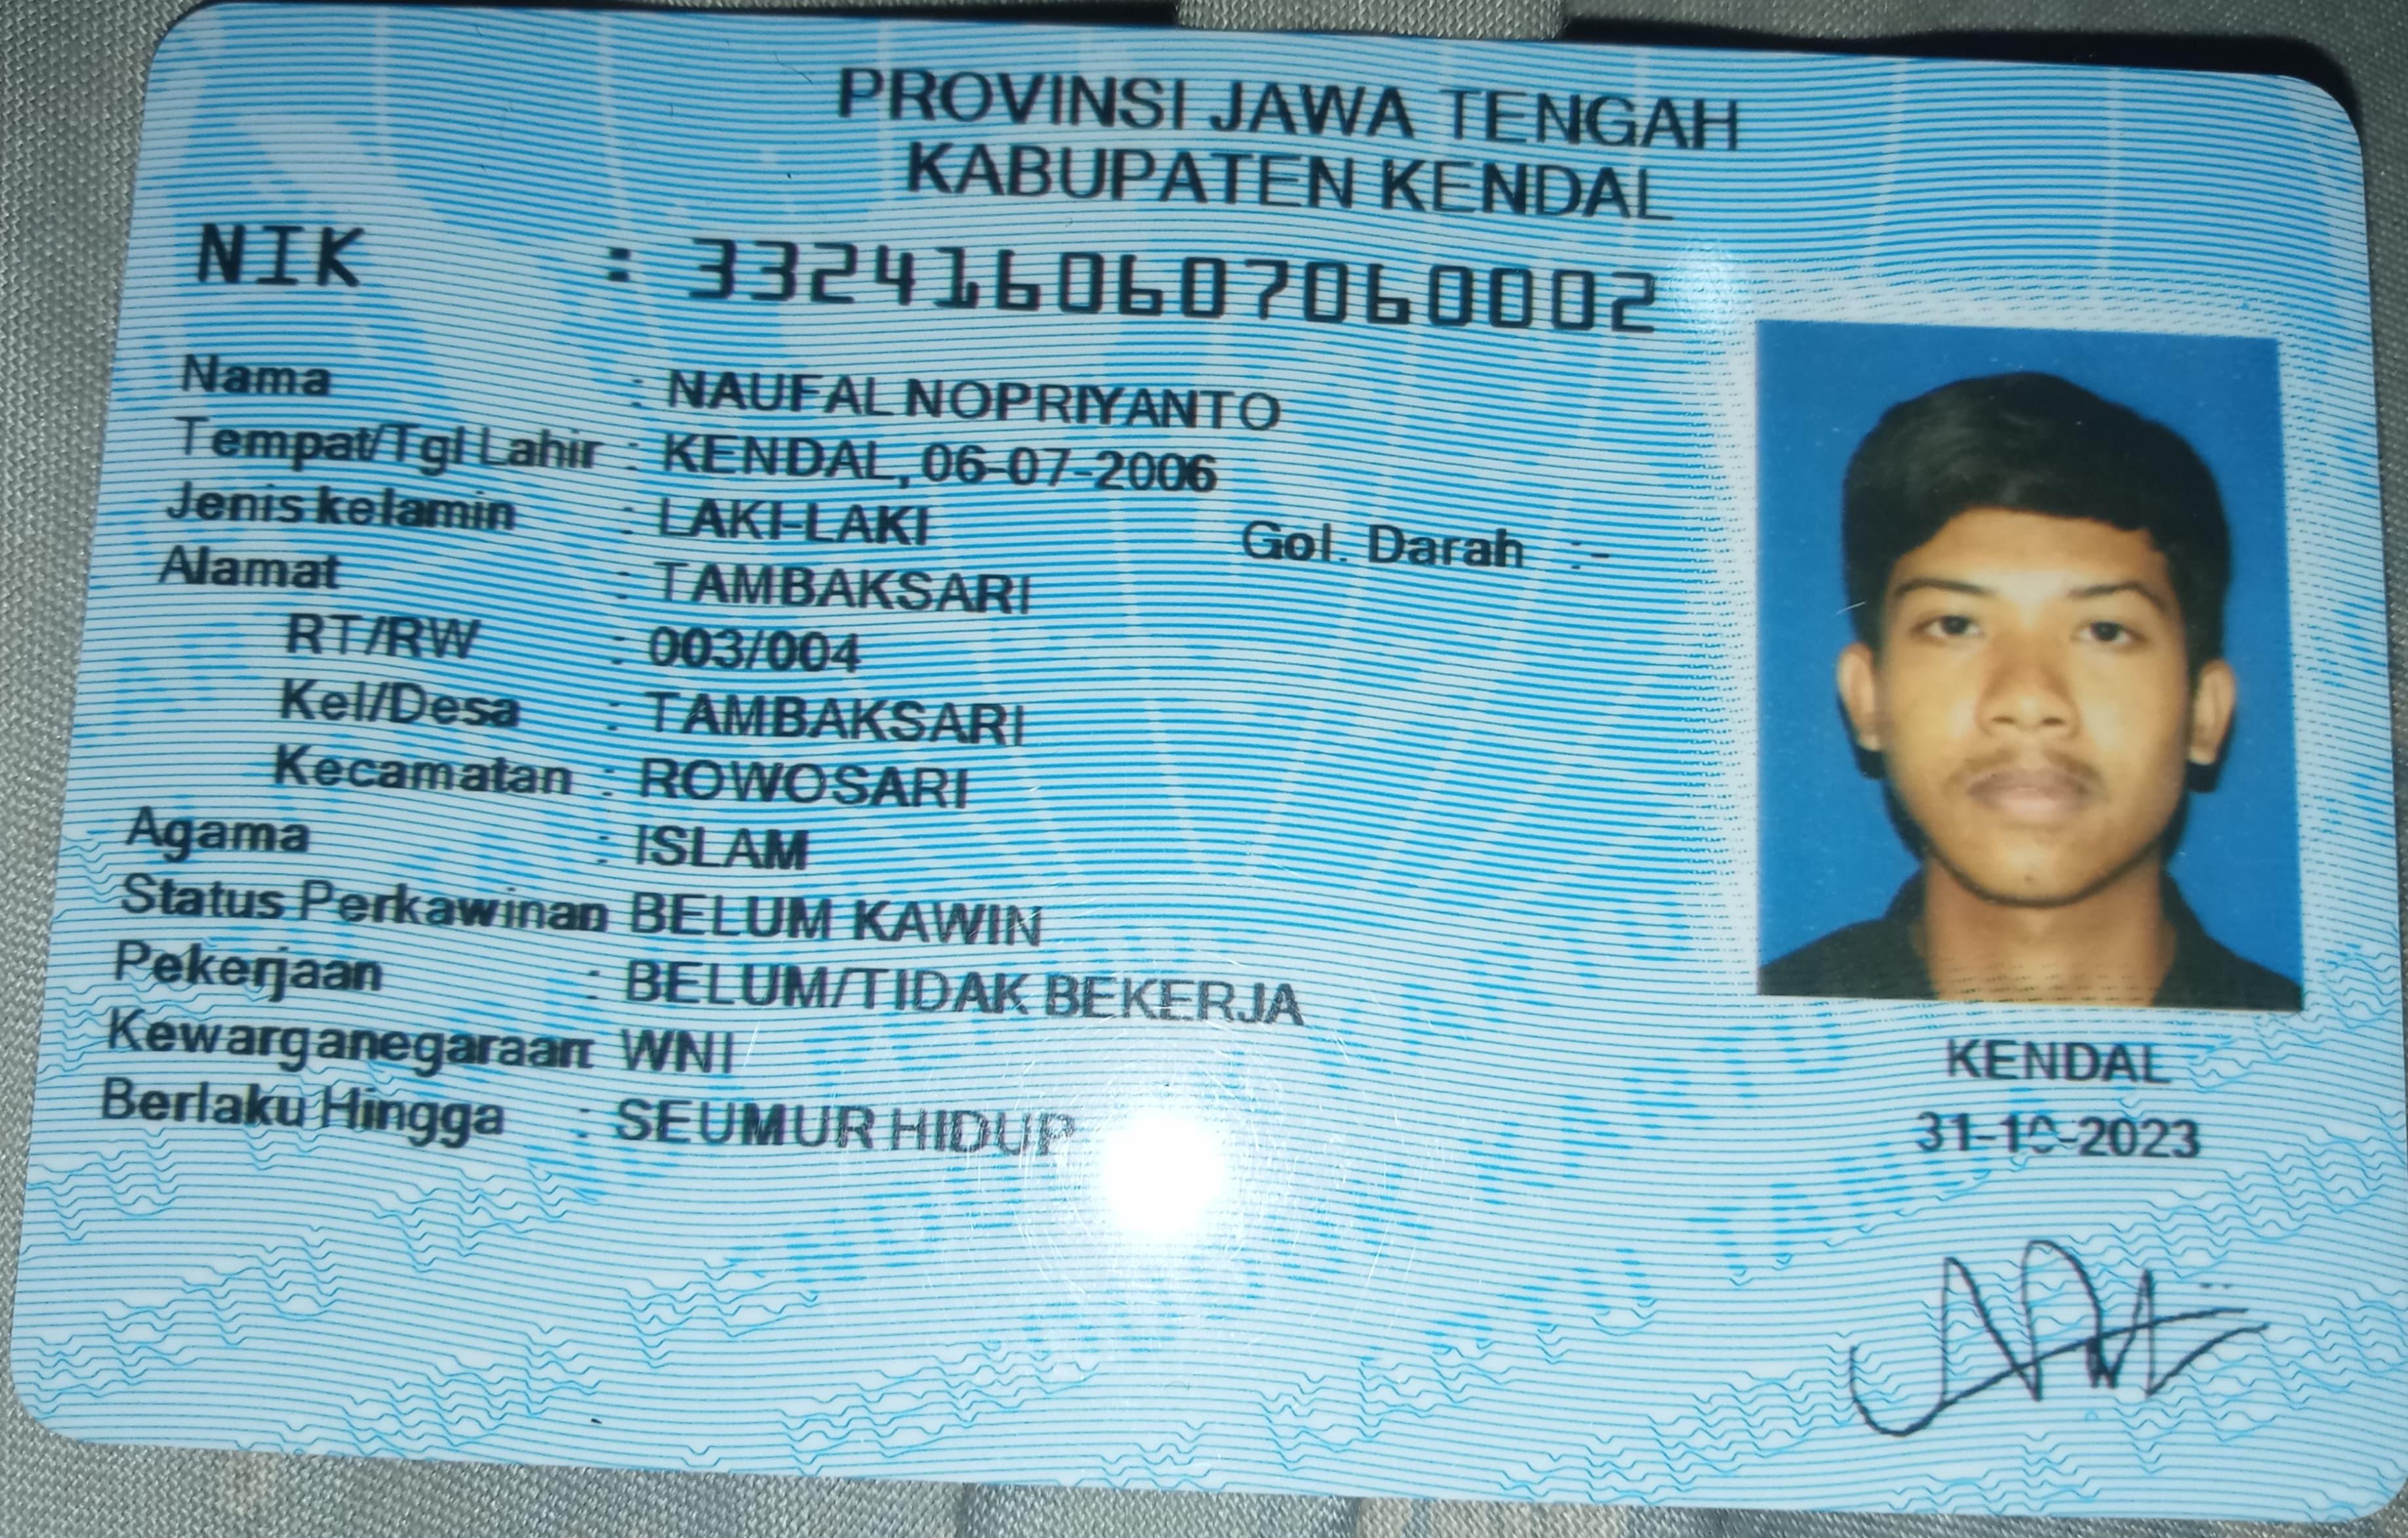 PROVINSI JAWA TENGAH
KABUPATEN KENDAL
NIK : 3324160607060002
Nama : NAUFAL NOPRIYANTO
Tempat/Tgl Lahir : KENDAL, 06-07-2006
Jenis kelamin : LAKI-LAKI Gol. Darah :-
Alamat : TAMBAKSARI
RT/RW : 003/004
Kel/Desa : TAMBAKSARI
Kecamatan : ROWOSARI
Agama : ISLAM
Status Perkawinan BELUM KAWIN
Pekerjaan : BELUM/TIDAK BEKERJA
Kewarganegaraan: WNI
Berlaku Hingga : SEUMUR HIDUP
KENDAL
31-10-2023